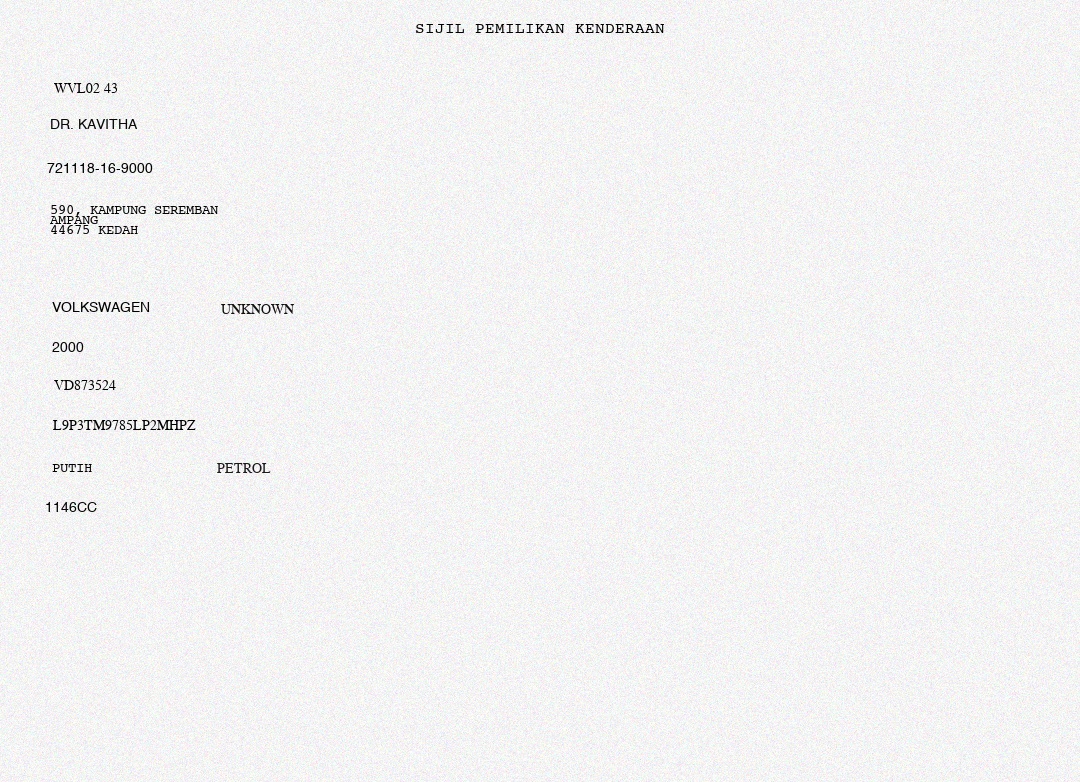 SIJIL PEMILIKAN KENDERAAN
WVL02 43
DR. KAVITHA
721118-16-9000
590, KAMPUNG SEREMBAN
AMPANG
44675 KEDAH
VOLKSWAGEN UNKNOWN
2000
VD873524
L9P3TM9785LP2MHPZ
PUTIH PETROL
1146CC